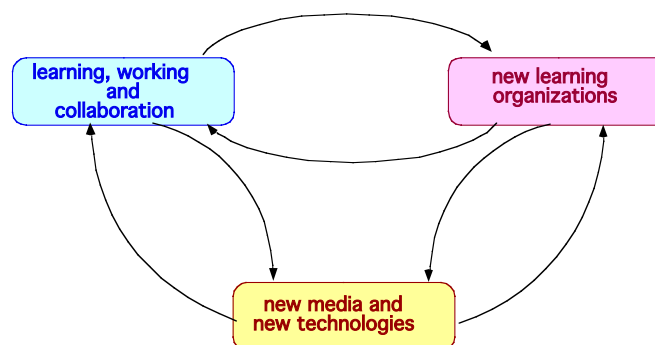 learning, working
and
collaboration
new learning
organizations
new media and
new technologies